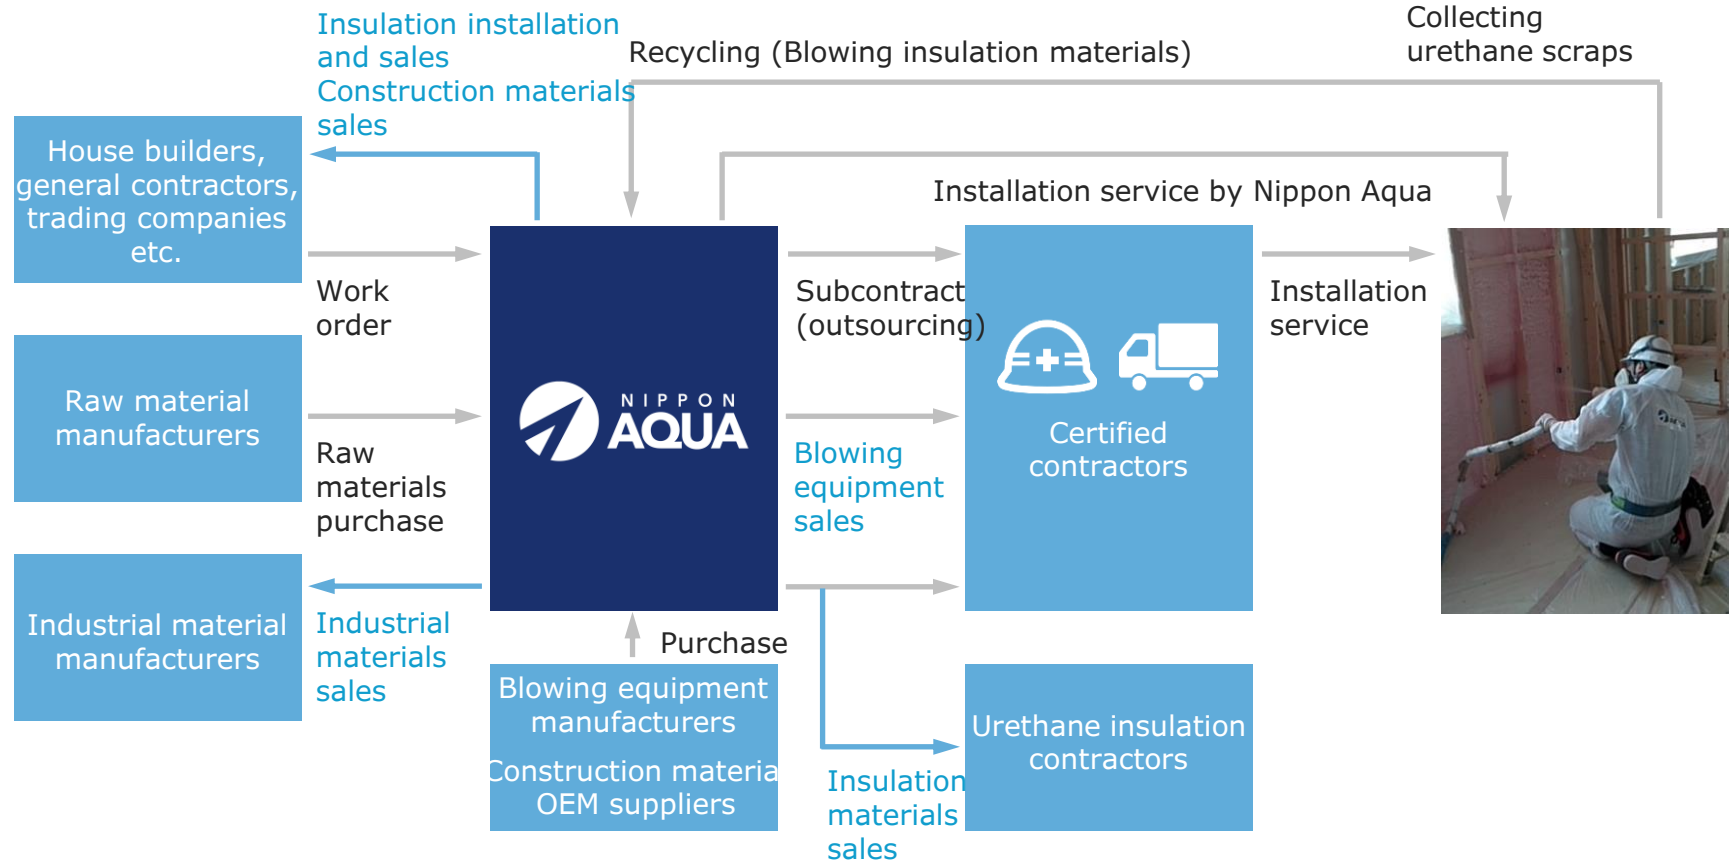 Insulation installation
and sales
Construction materials
sales
Recycling (Blowing insulation materials)
Collecting
urethane scraps
House builders,
general contractors,
trading companies
etc.
Installation service by Nippon Aqua
Work
order
Subcontract
(outsourcing)
Installation
service
Raw material
manufacturers
NIPPON
AQUA
Certified
contractors
Raw
materials
purchase
Blowing
equipment
sales
Industrial material
manufacturers
Industrial
materials
sales
Purchase
Blowing equipment
manufacturers
Construction material
OEM suppliers
Urethane insulation
contractors
Insulation
materials
sales